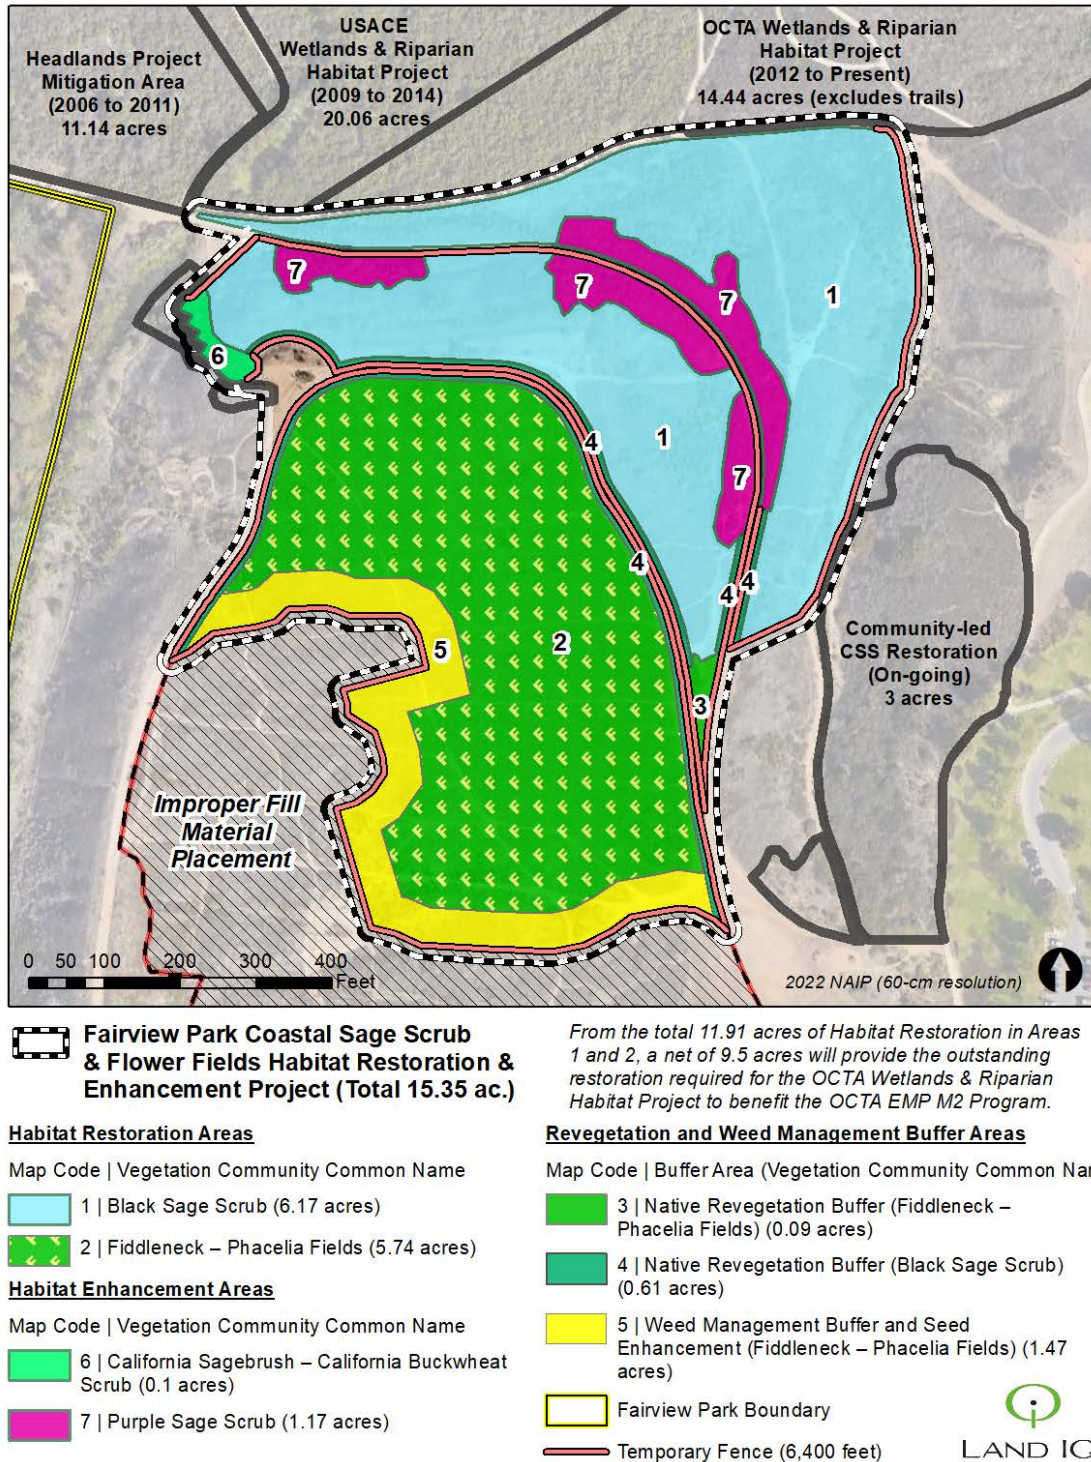 Headlands Project
Mitigation Area
(2006 to 2011)
11.14 acres
USACE
Wetlands & Riparian
Habitat Project
(2009 to 2014)
20.06 acres
OCTA Wetlands & Riparian
Habitat Project
(2012 to Present)
14.44 acres (excludes trails)
7
7
7
1
6
1
4
7
4
4
4
2
5
3
Community-led
CSS Restoration
(On-going)
3 acres
Improper Fill
Material
Placement
0 50 100 200 300 400
Feet
2022 NAIP (60-cm resolution)
Fairview Park Coastal Sage Scrub
& Flower Fields Habitat Restoration &
Enhancement Project (Total 15.35 ac.)
From the total 11.91 acres of Habitat Restoration in Areas
1 and 2, a net of 9.5 acres will provide the outstanding
restoration required for the OCTA Wetlands & Riparian
Habitat Project to benefit the OCTA EMP M2 Program.
Habitat Restoration Areas
Map Code | Vegetation Community Common Name
1 | Black Sage Scrub (6.17 acres)
2 | Fiddleneck – Phacelia Fields (5.74 acres)
Habitat Enhancement Areas
Map Code | Vegetation Community Common Name
6 | California Sagebrush – California Buckwheat
Scrub (0.1 acres)
7 | Purple Sage Scrub (1.17 acres)
Revegetation and Weed Management Buffer Areas
Map Code | Buffer Area (Vegetation Community Common Nam
3 | Native Revegetation Buffer (Fiddleneck –
Phacelia Fields) (0.09 acres)
4 | Native Revegetation Buffer (Black Sage Scrub)
(0.61 acres)
5 | Weed Management Buffer and Seed
Enhancement (Fiddleneck – Phacelia Fields) (1.47
acres)
Fairview Park Boundary
Temporary Fence (6,400 feet)
LAND IQ